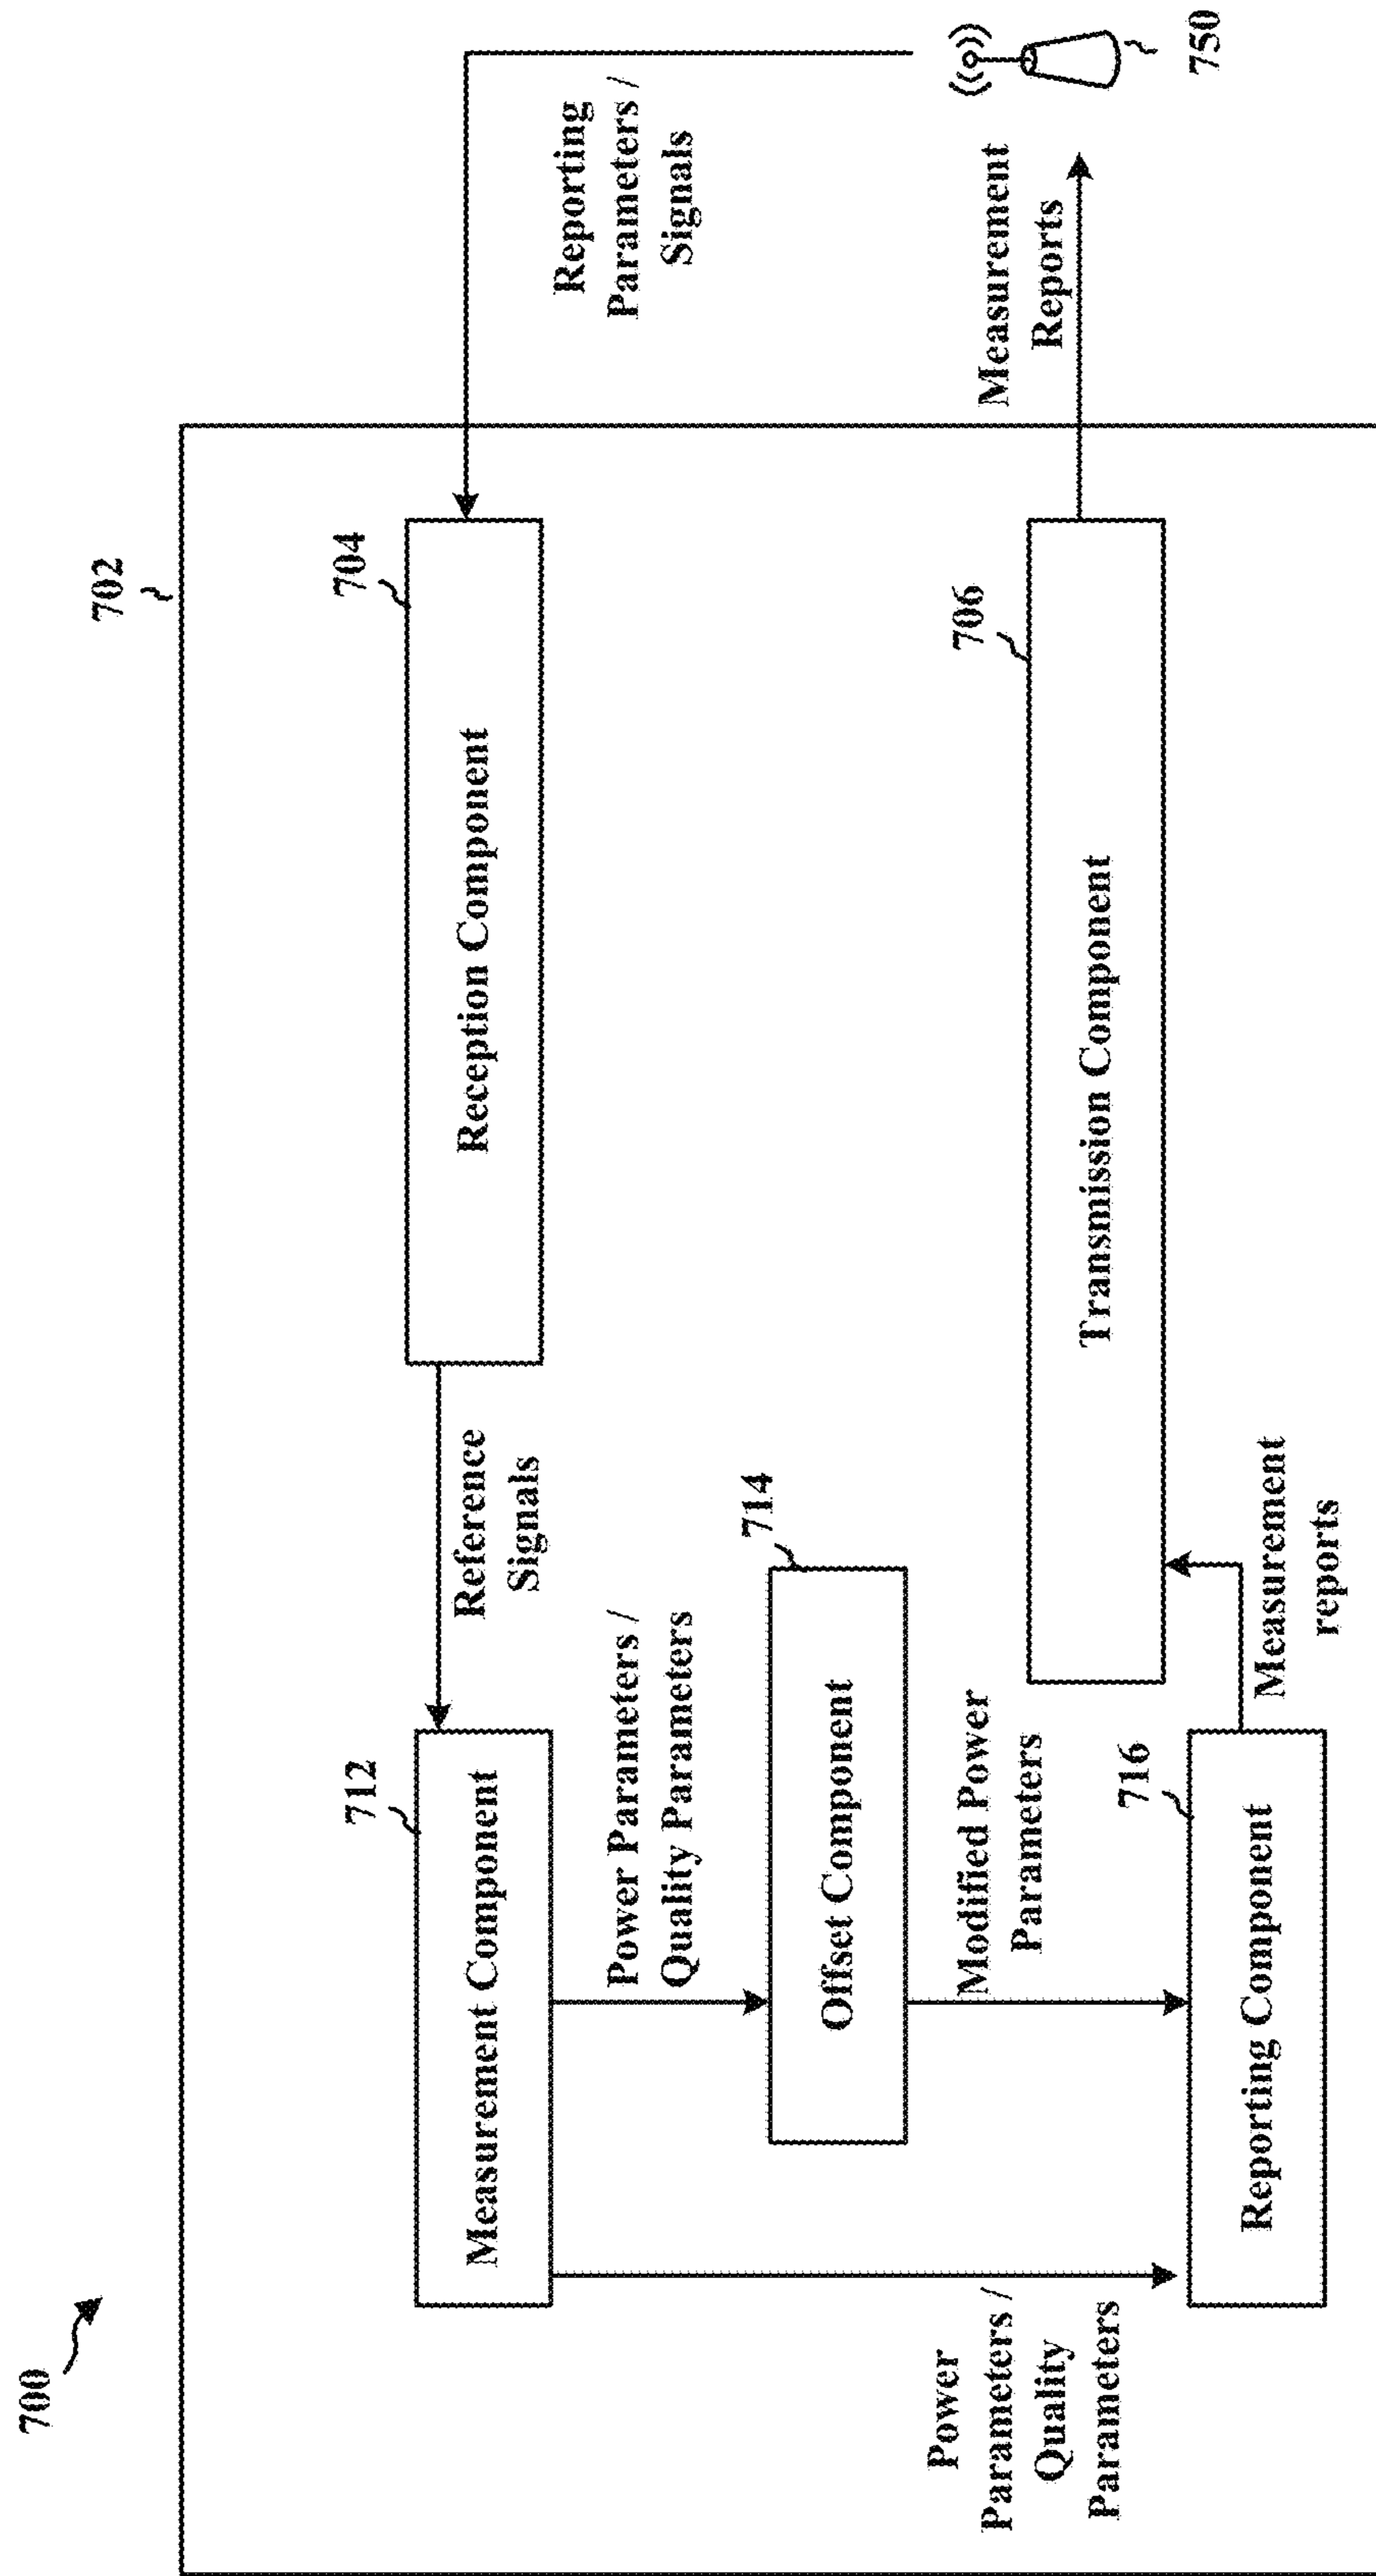 700
702
704
Reception Component
Reporting
Parameters /
Signals
712
Measurement Component
Reference
Signals
Power Parameters /
Quality Parameters
714
Offset Component
Power
Parameters /
Quality
Parameters
Modified Power
Parameters
716
Reporting Component
Measurement
reports
706
Transmission Component
Measurement
Reports
750